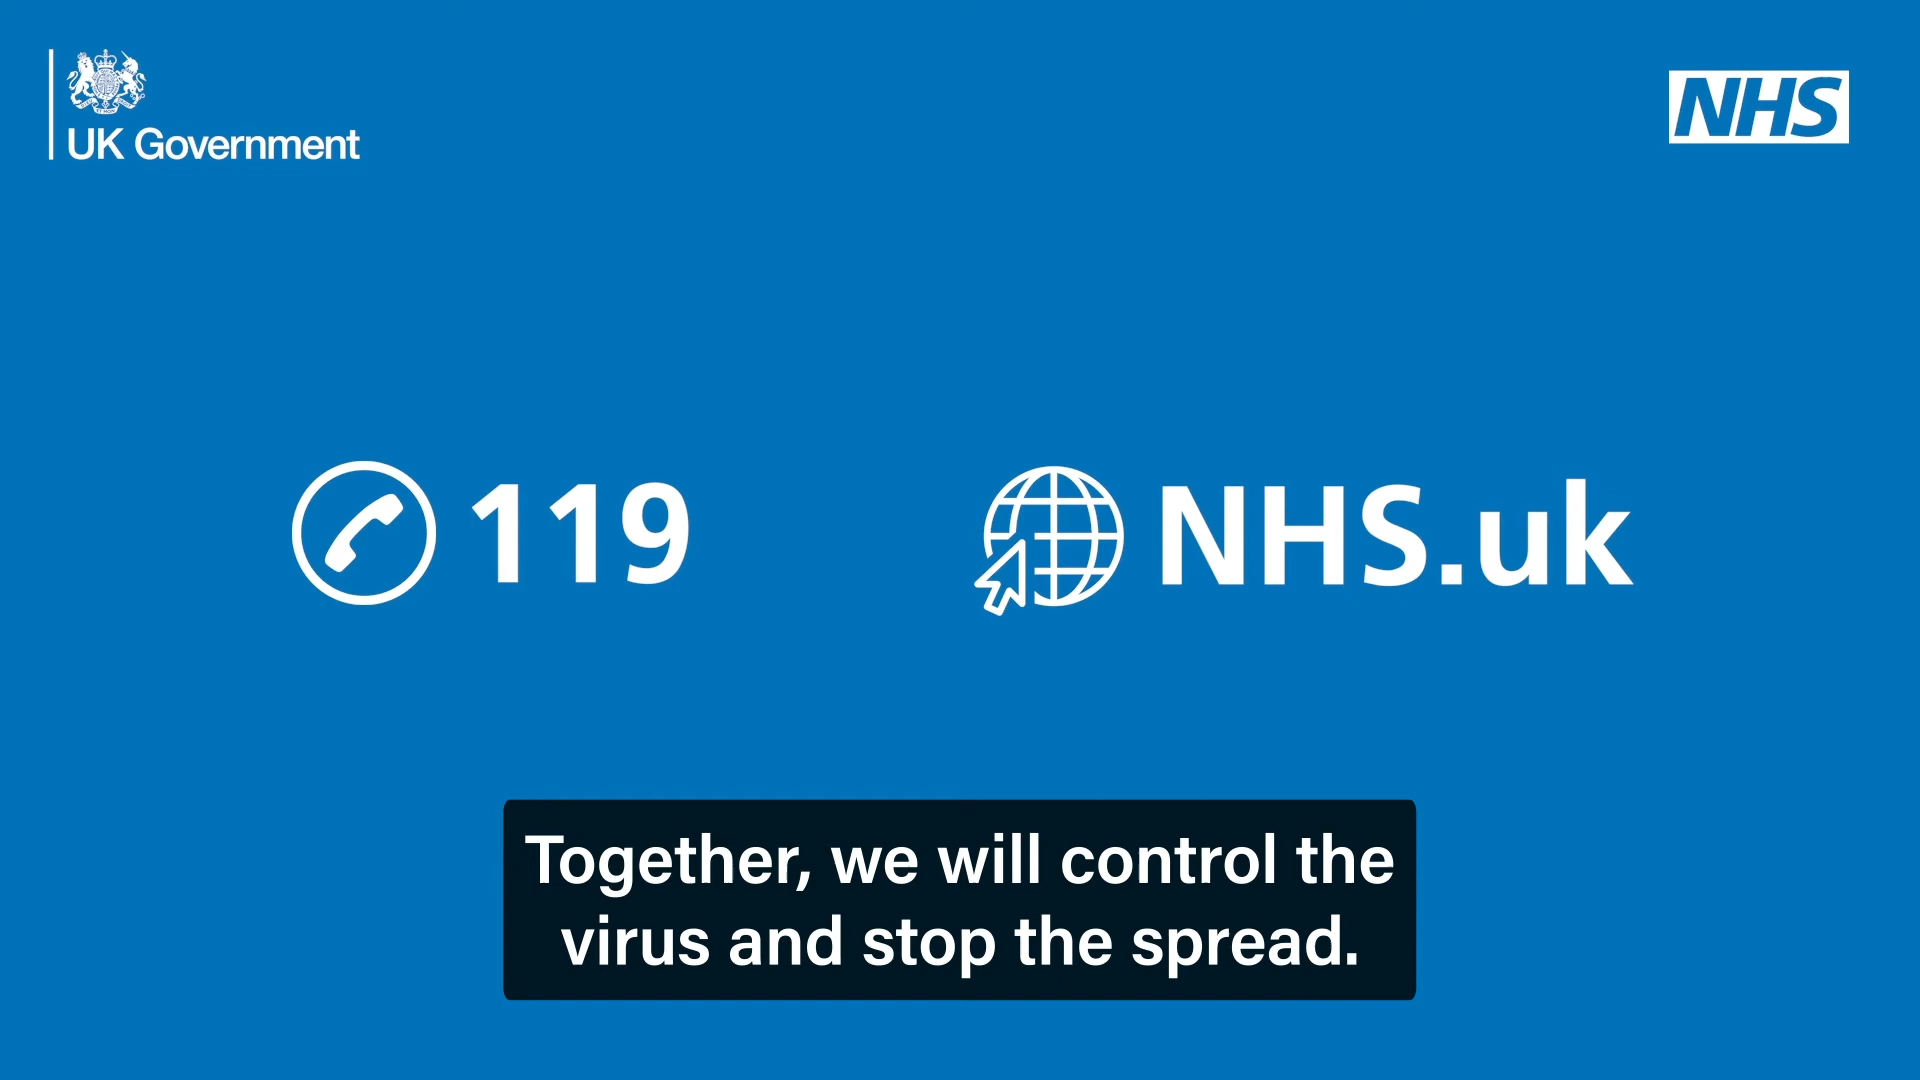 UK Government
NHS
119
NHS.uk
Together, we will control the
virus and stop the spread.